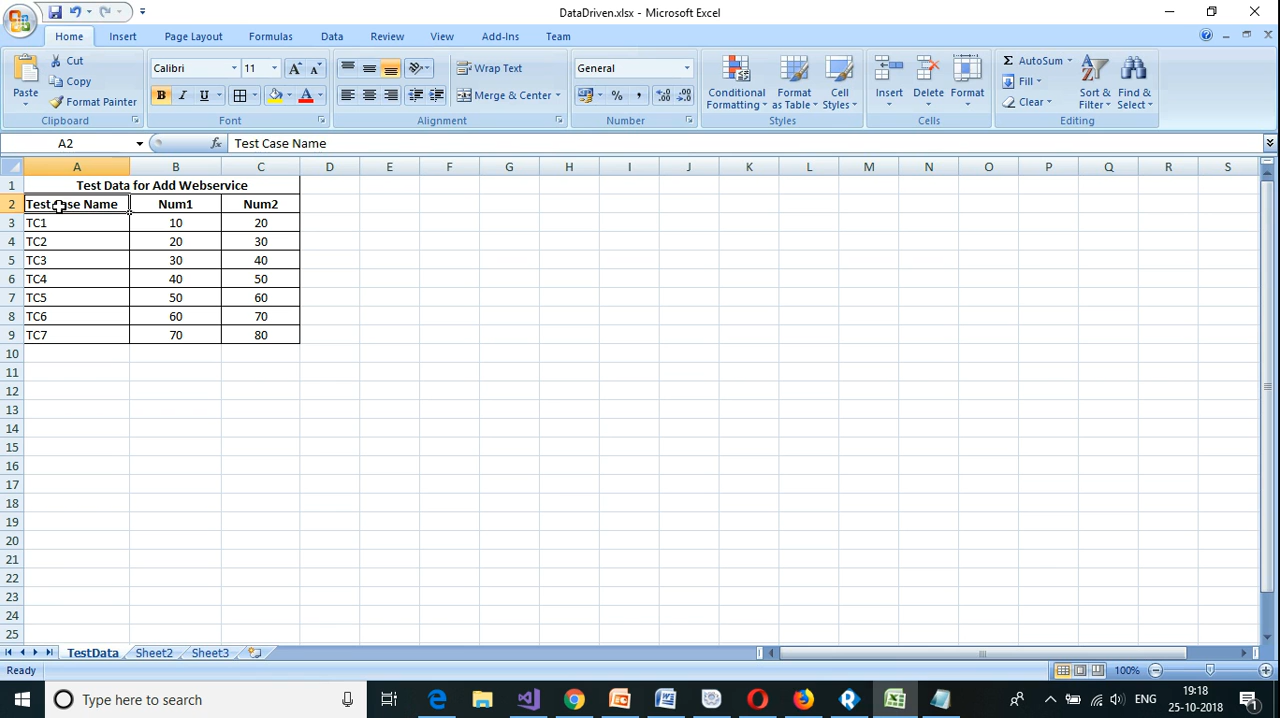 DataDriven.xlsx - Microsoft Excel
Home Insert Page Layout Formulas Data Review View Add-Ins Team
Paste Cut Copy Format Painter Clipboard
Calibri 11 B I U A Font
Wrap Text Merge & Center Alignment
General % , Number
Conditional Formatting Format as Table Cell Styles Styles
Insert Delete Format Cells
Σ AutoSum Fill Clear Sort & Filter Find & Select Editing
A2 fx Test Case Name
A B C D E F G H I J K L M N O P Q R S
1 Test Data for Add Webservice
2 Test Case Name Num1 Num2
3 TC1 10 20
4 TC2 20 30
5 TC3 30 40
6 TC4 40 50
7 TC5 50 60
8 TC6 60 70
9 TC7 70 80
10
11
12
13
14
15
16
17
18
19
20
21
22
23
24
25
TestData Sheet2 Sheet3
Ready 100%
Type here to search ENG 19:18
25-10-2018